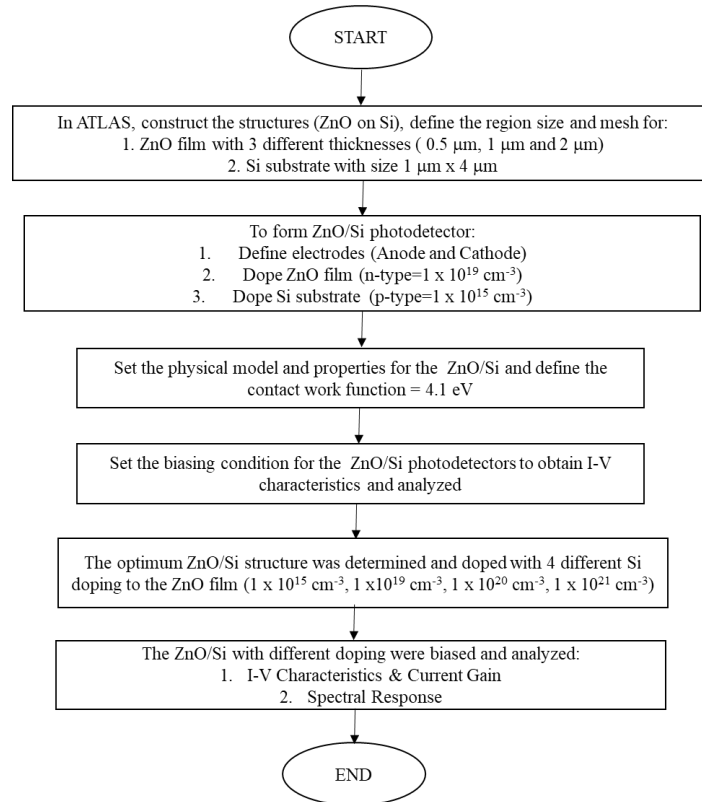 START
In ATLAS, construct the structures (ZnO on Si), define the region size and mesh for:
1. ZnO film with 3 different thicknesses ( 0.5 μm, 1 μm and 2 μm)
2. Si substrate with size 1 μm x 4 μm
To form ZnO/Si photodetector:
1. Define electrodes (Anode and Cathode)
2. Dope ZnO film (n-type=1 x 10¹⁹ cm⁻³)
3. Dope Si substrate (p-type=1 x 10¹⁵ cm⁻³)
Set the physical model and properties for the ZnO/Si and define the
contact work function = 4.1 eV
Set the biasing condition for the ZnO/Si photodetectors to obtain I-V
characteristics and analyzed
The optimum ZnO/Si structure was determined and doped with 4 different Si
doping to the ZnO film (1 x 10¹⁵ cm⁻³, 1 x10¹⁹ cm⁻³, 1 x 10²⁰ cm⁻³, 1 x 10²¹ cm⁻³)
The ZnO/Si with different doping were biased and analyzed:
1. I-V Characteristics & Current Gain
2. Spectral Response
END